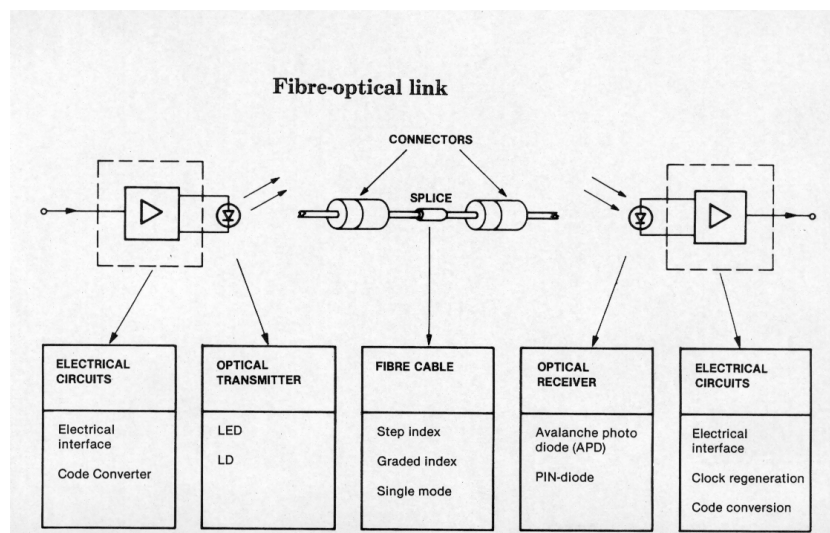 Fibre-optical link
CONNECTORS
SPLICE
ELECTRICAL
CIRCUITS
Electrical
interface
Code Converter
OPTICAL
TRANSMITTER
LED
LD
FIBRE CABLE
Step index
Graded index
Single mode
OPTICAL
RECEIVER
Avalanche photo
diode (APD)
PIN-diode
ELECTRICAL
CIRCUITS
Electrical
interface
Clock regeneration
Code conversion